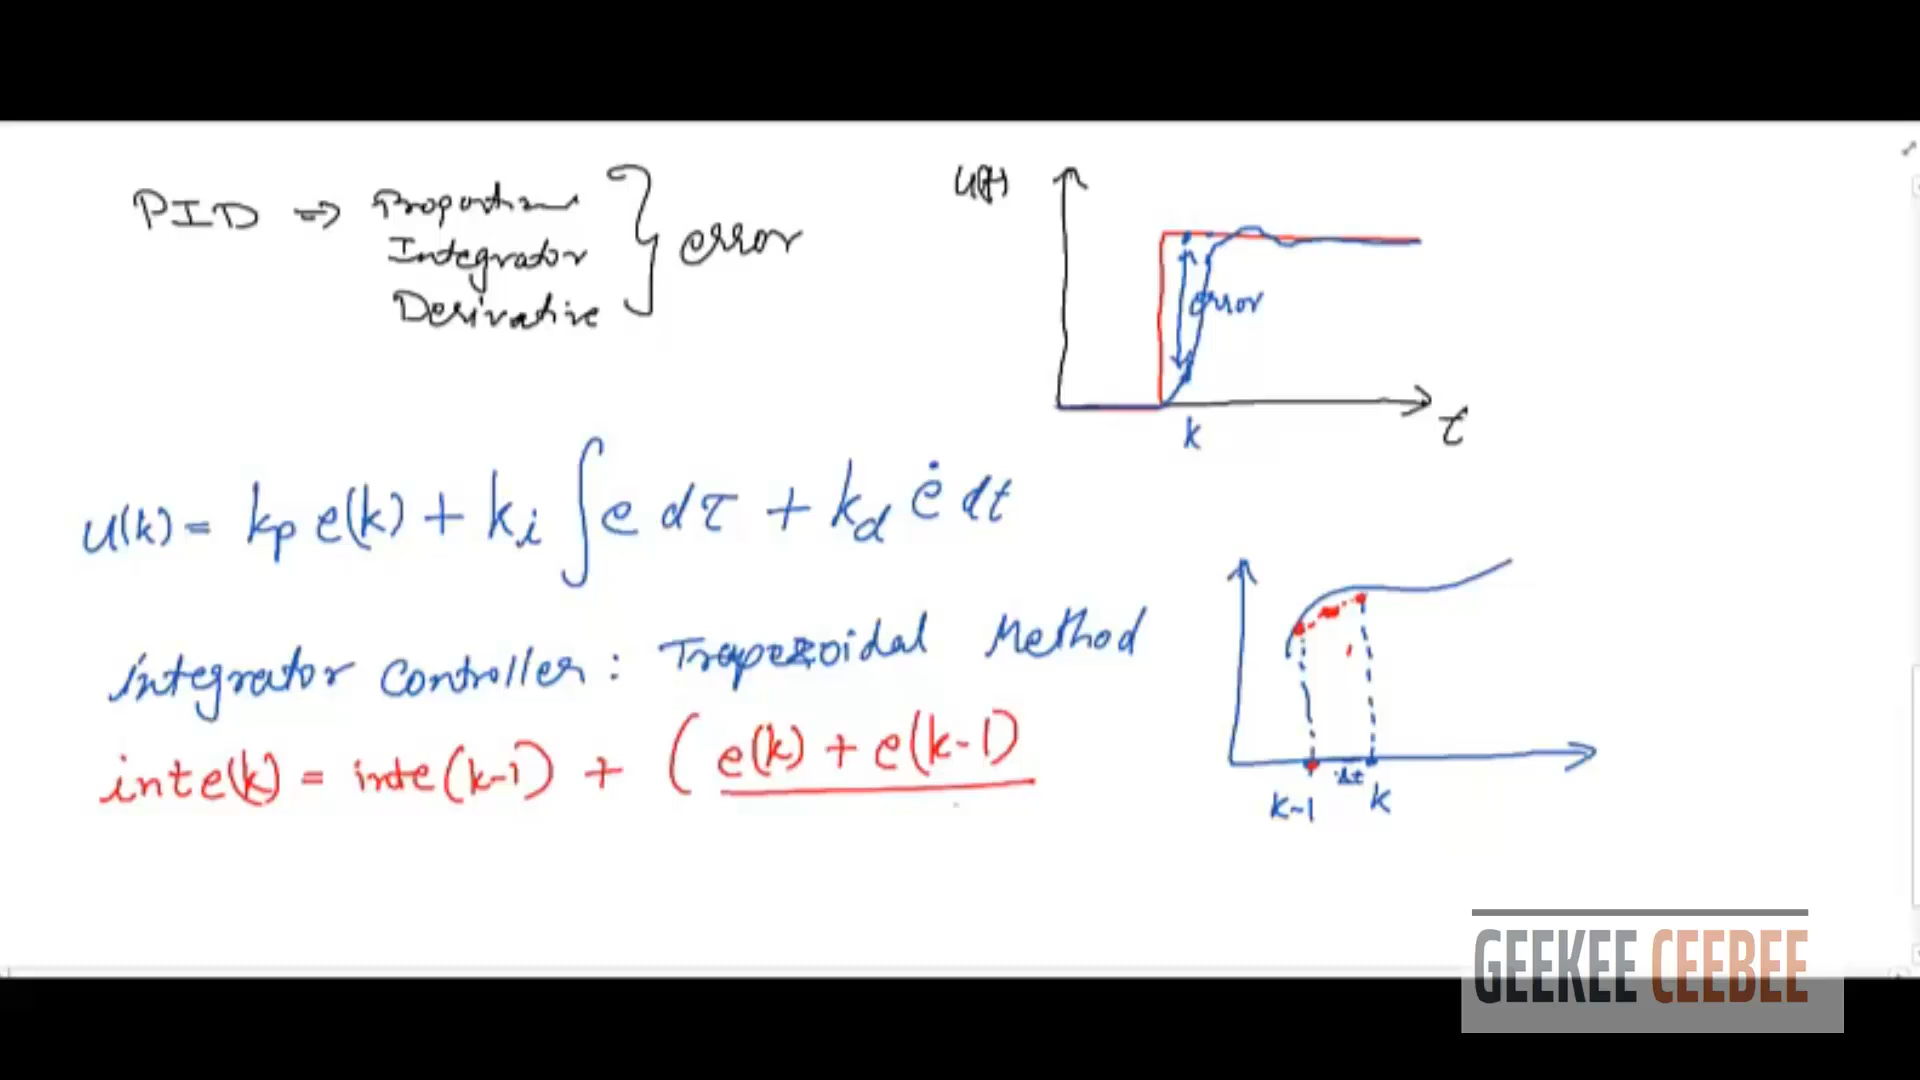 PID ⇒ Proportional
Integrator
Derivative
} error
U(t)
error
k
t
U(k) = kp e(k) + ki ∫ e dτ + kd ė dt
integrator controller : Trapezoidal Method
inte(k) = inte(k-1) + ( e(k) + e(k-1)
Δt
k-1 k
GEEKEE CEEBEE